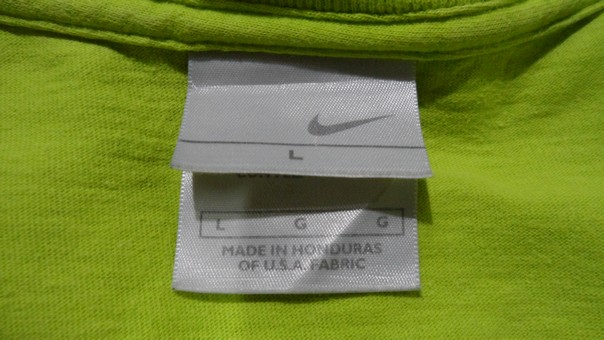 L
L G G
MADE IN HONDURAS
OF U.S.A. FABRIC